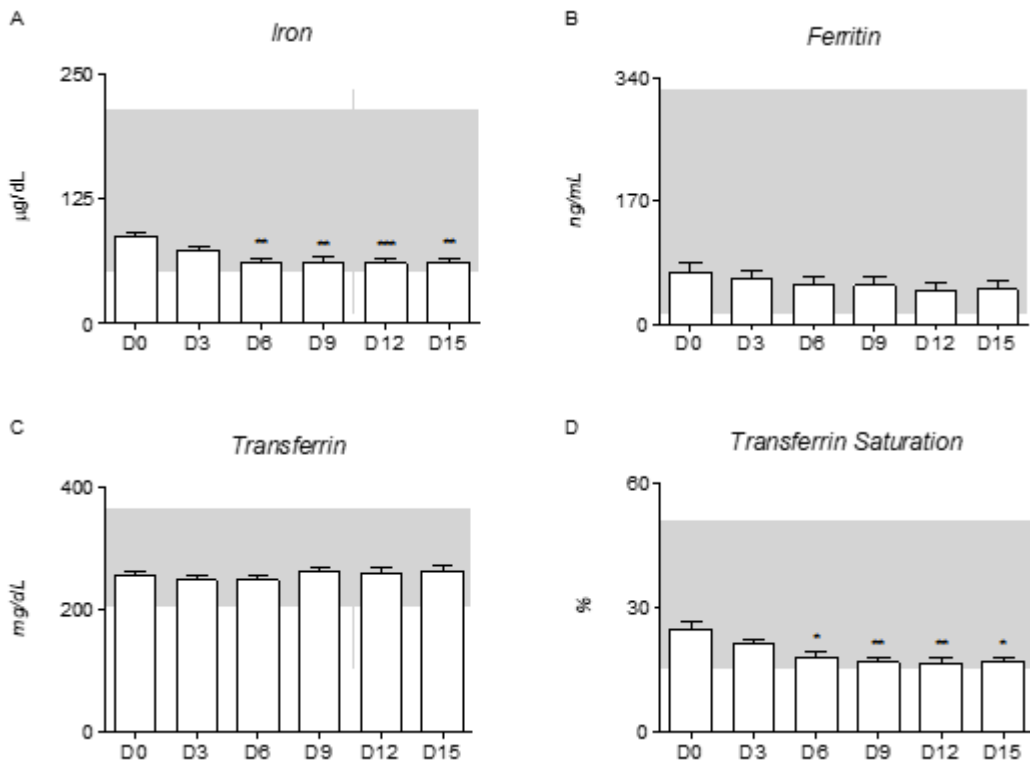 A
Iron
250
125
0
µg/dL
** ** *** **
D0 D3 D6 D9 D12 D15
B
Ferritin
340
170
0
ng/mL
D0 D3 D6 D9 D12 D15
C
Transferrin
400
200
0
mg/dL
D0 D3 D6 D9 D12 D15
D
Transferrin Saturation
60
30
0
%
* ** ** *
D0 D3 D6 D9 D12 D15